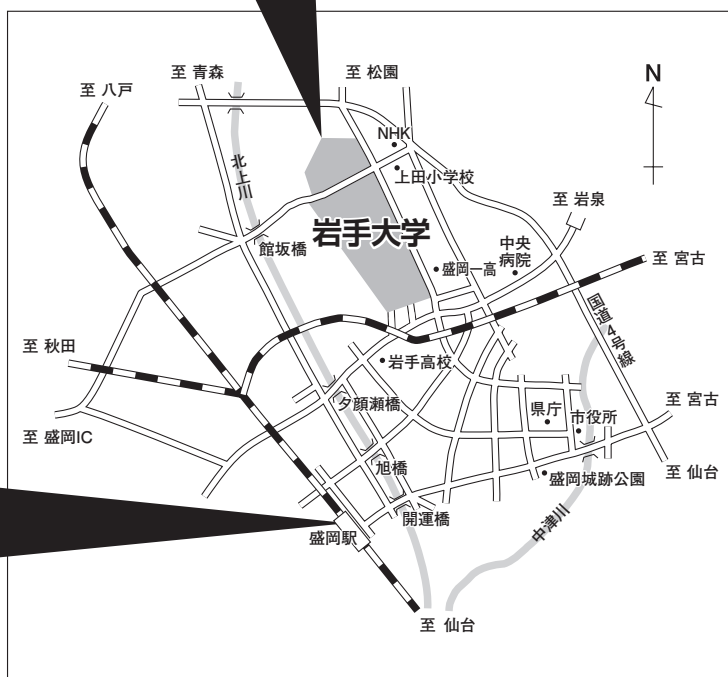 至 青森
至 松園
至 八戸
N
NHK
北上川
上田小学校
至 岩泉
岩手大学
館坂橋
中央
病院
盛岡一高
至 宮古
国道4号線
至 秋田
岩手高校
夕顔瀬橋
県庁
市役所
至 宮古
至 盛岡IC
旭橋
盛岡城跡公園
至 仙台
開運橋
盛岡駅
中津川
至 仙台